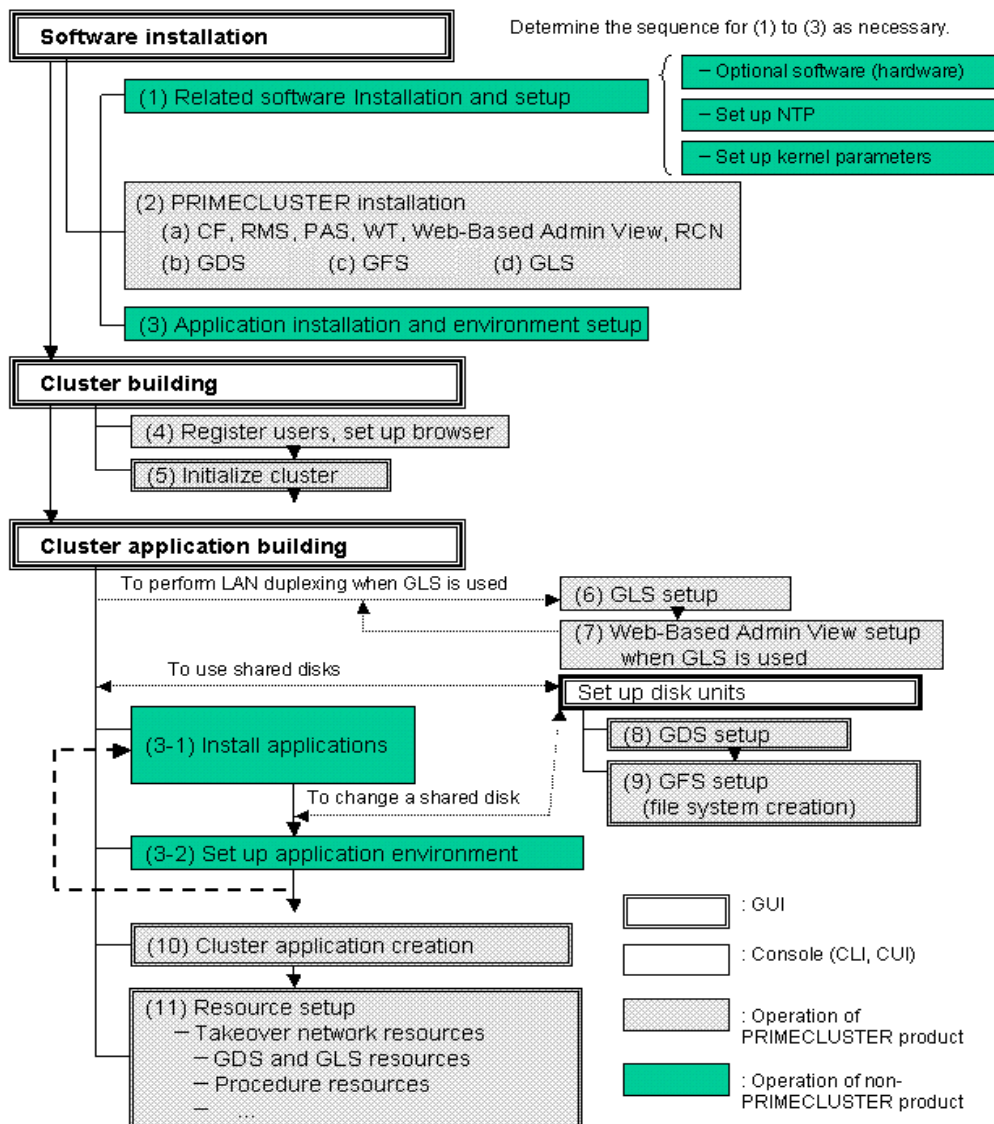 Software installation
Determine the sequence for (1) to (3) as necessary.
(1) Related software Installation and setup
– Optional software (hardware)
– Set up NTP
– Set up kernel parameters
(2) PRIMECLUSTER installation
(a) CF, RMS, PAS, WT, Web-Based Admin View, RCN
(b) GDS (c) GFS (d) GLS
(3) Application installation and environment setup
Cluster building
(4) Register users, set up browser
(5) Initialize cluster
Cluster application building
To perform LAN duplexing when GLS is used
(6) GLS setup
(7) Web-Based Admin View setup
when GLS is used
To use shared disks
Set up disk units
(8) GDS setup
(9) GFS setup
(file system creation)
(3-1) Install applications
To change a shared disk
(3-2) Set up application environment
(10) Cluster application creation
(11) Resource setup
– Takeover network resources
– GDS and GLS resources
– Procedure resources
– ...
: GUI
: Console (CLI, CUI)
: Operation of
PRIMECLUSTER product
: Operation of non-
PRIMECLUSTER product